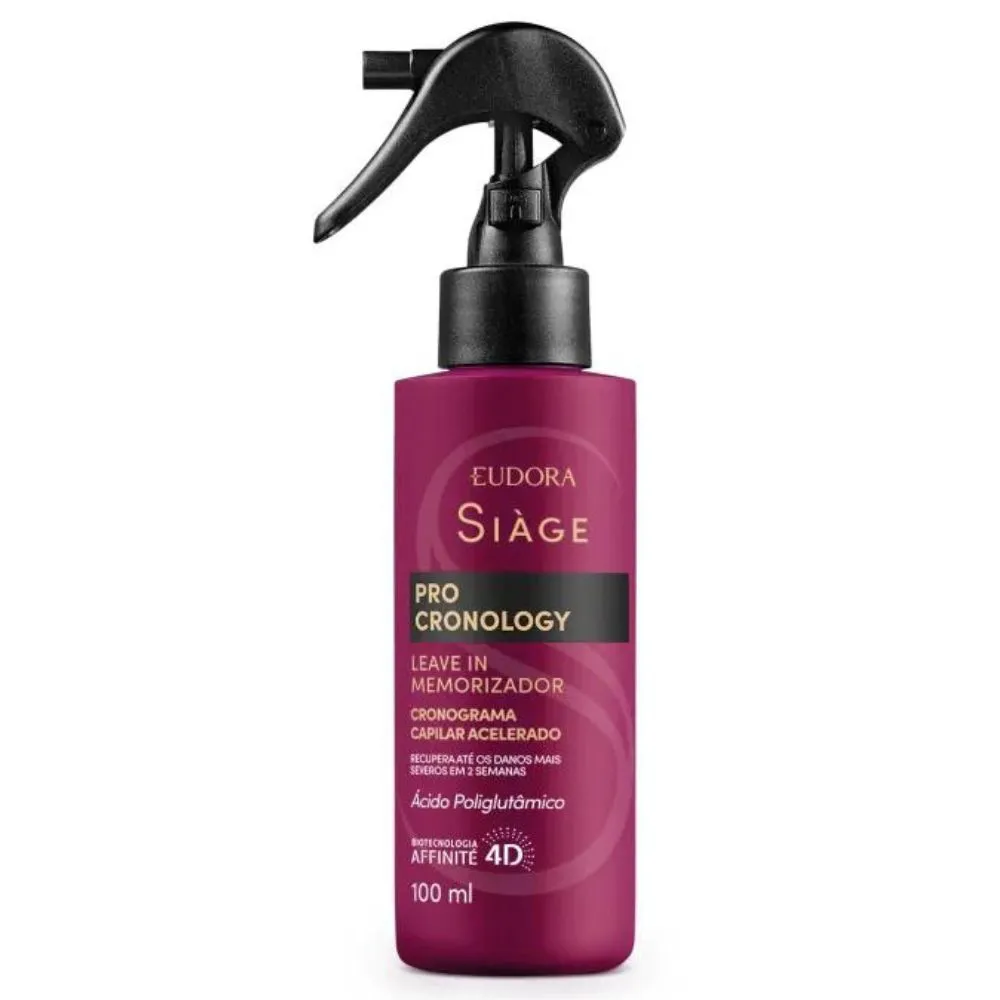 EUDORA
SIÀGE
PRO
CRONOLOGY
LEAVE IN
MEMORIZADOR
CRONOGRAMA
CAPILAR ACELERADO
RECUPERA ATÉ OS DANOS MAIS
SEVEROS EM 2 SEMANAS
Ácido Poliglutâmico
BIOTECNOLOGIA
AFFINITÉ 4D
100 ml